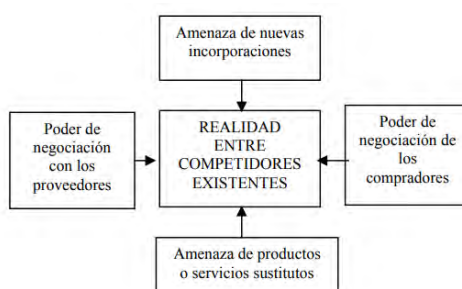 Amenaza de nuevas
incorporaciones
Poder de
negociación
con los
proveedores
REALIDAD
ENTRE
COMPETIDORES
EXISTENTES
Poder de
negociación de
los
compradores
Amenaza de productos
o servicios sustitutos